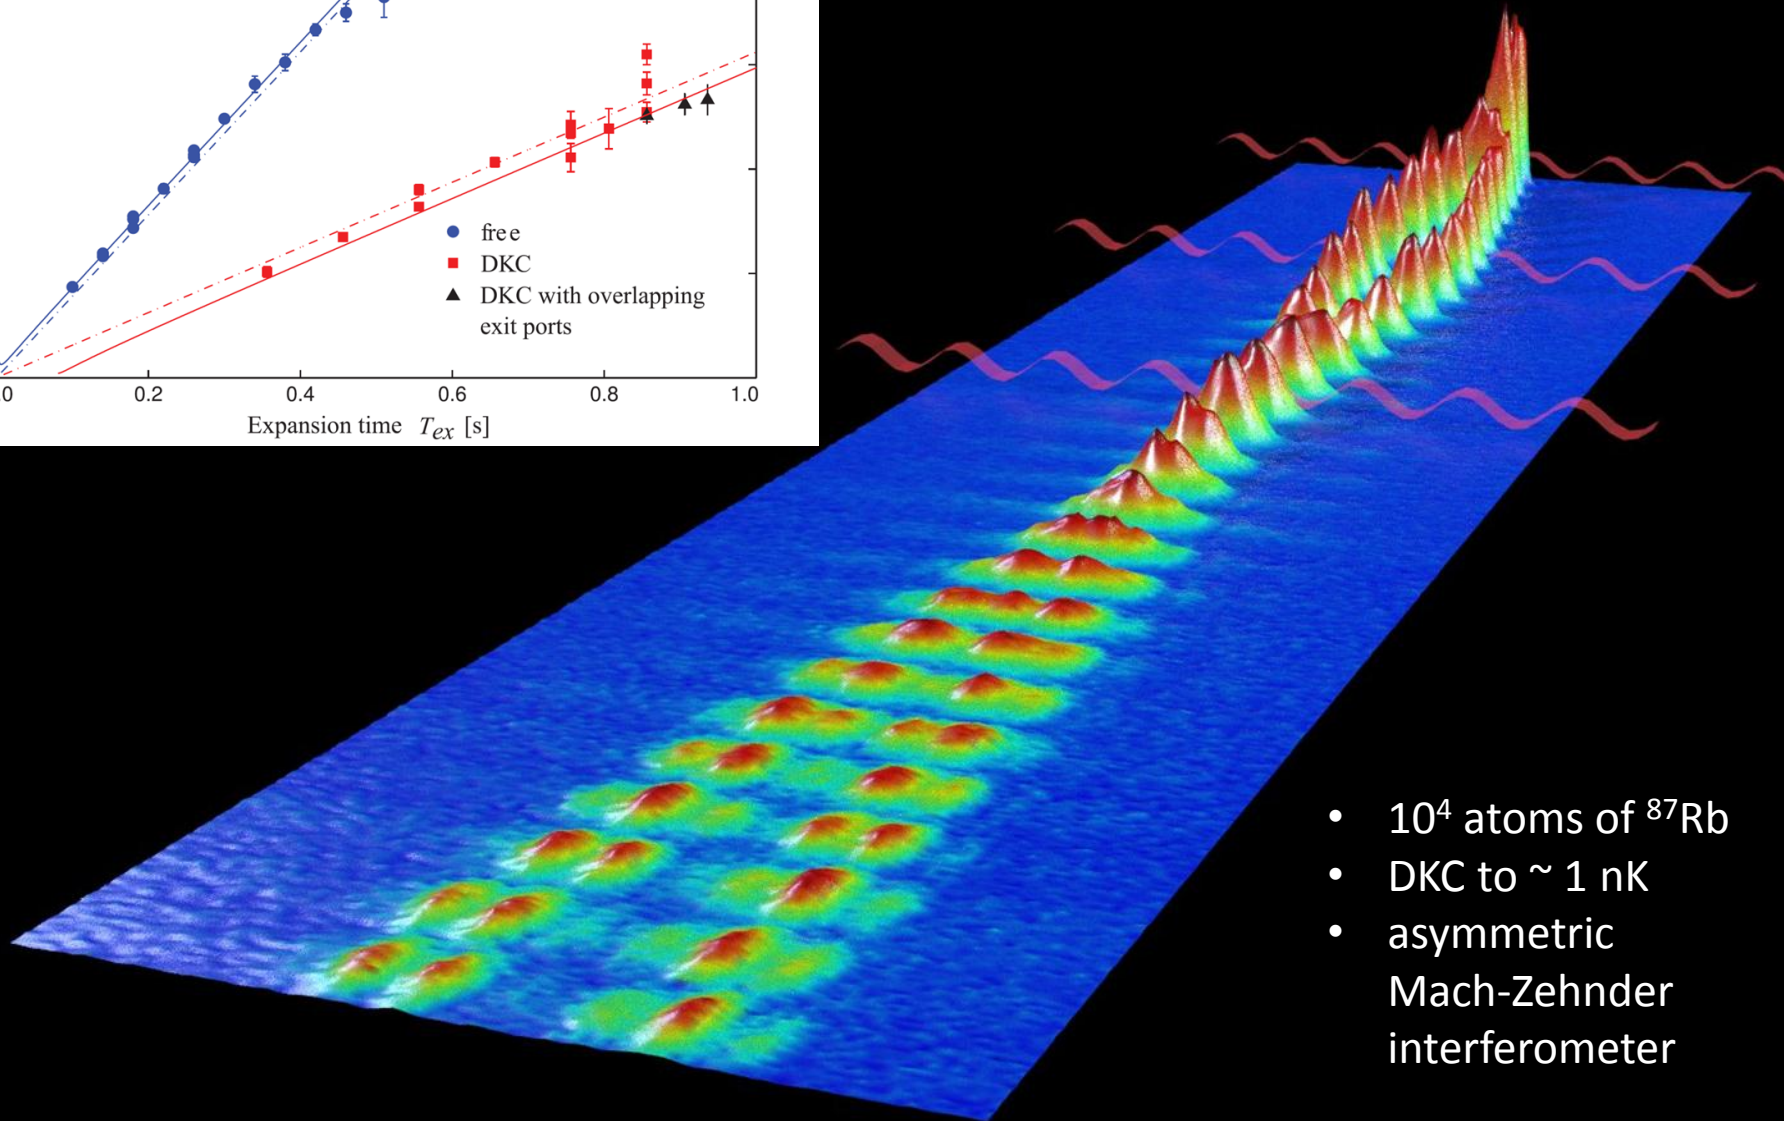 free
DKC
DKC with overlapping
exit ports
.0 0.2 0.4 0.6 0.8 1.0
Expansion time T_ex [s]
• 10⁴ atoms of ⁸⁷Rb
• DKC to ~ 1 nK
• asymmetric
Mach-Zehnder
interferometer